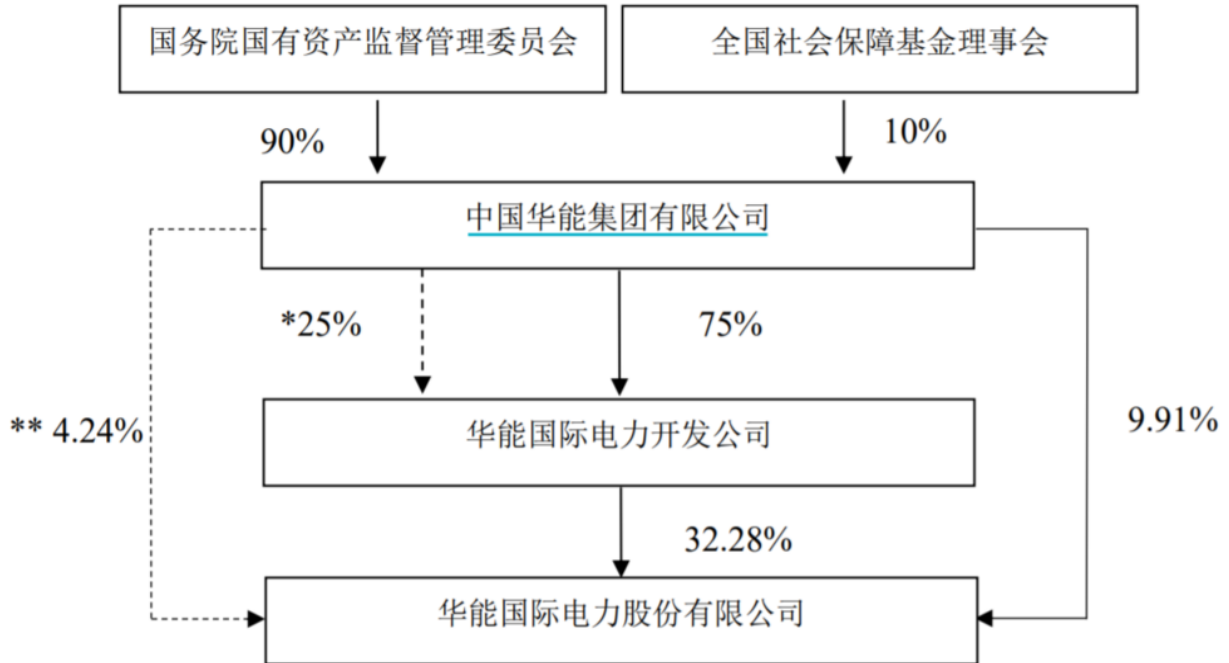 国务院国有资产监督管理委员会
全国社会保障基金理事会
90%
10%
中国华能集团有限公司
*25%
75%
** 4.24%
9.91%
华能国际电力开发公司
32.28%
华能国际电力股份有限公司